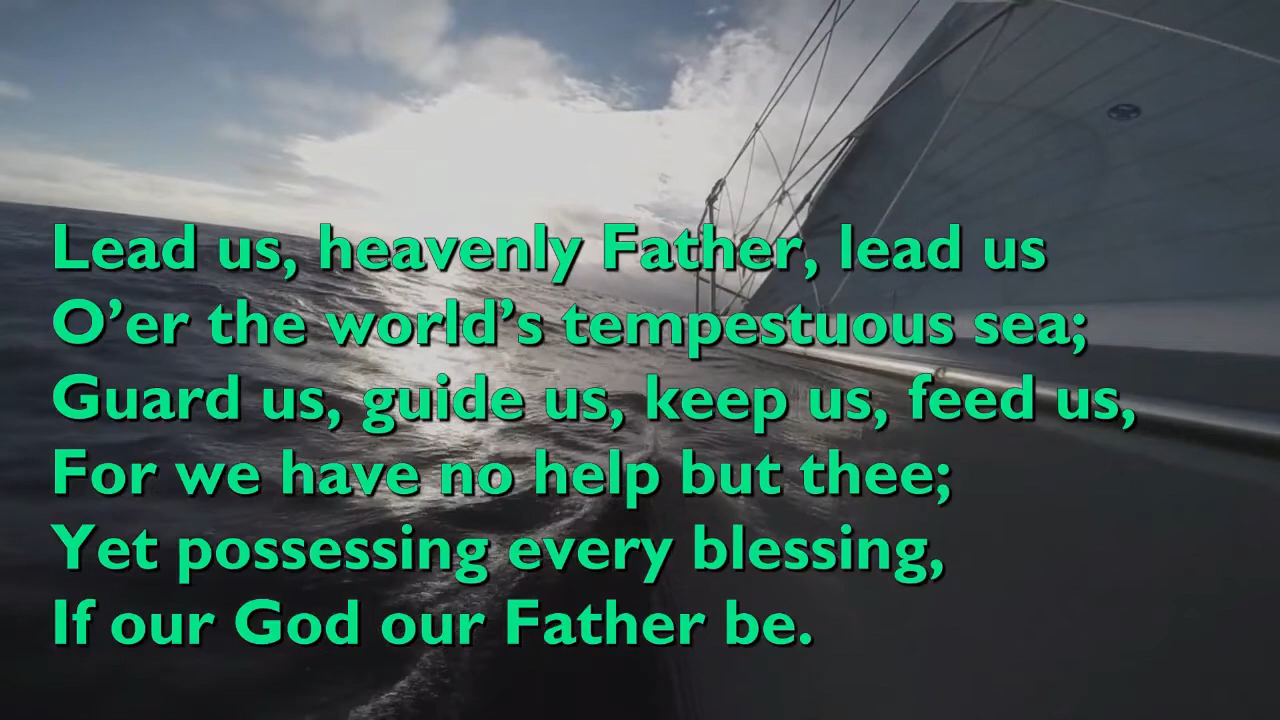 Lead us, heavenly Father, lead us
O’er the world’s tempestuous sea;
Guard us, guide us, keep us, feed us,
For we have no help but thee;
Yet possessing every blessing,
If our God our Father be.